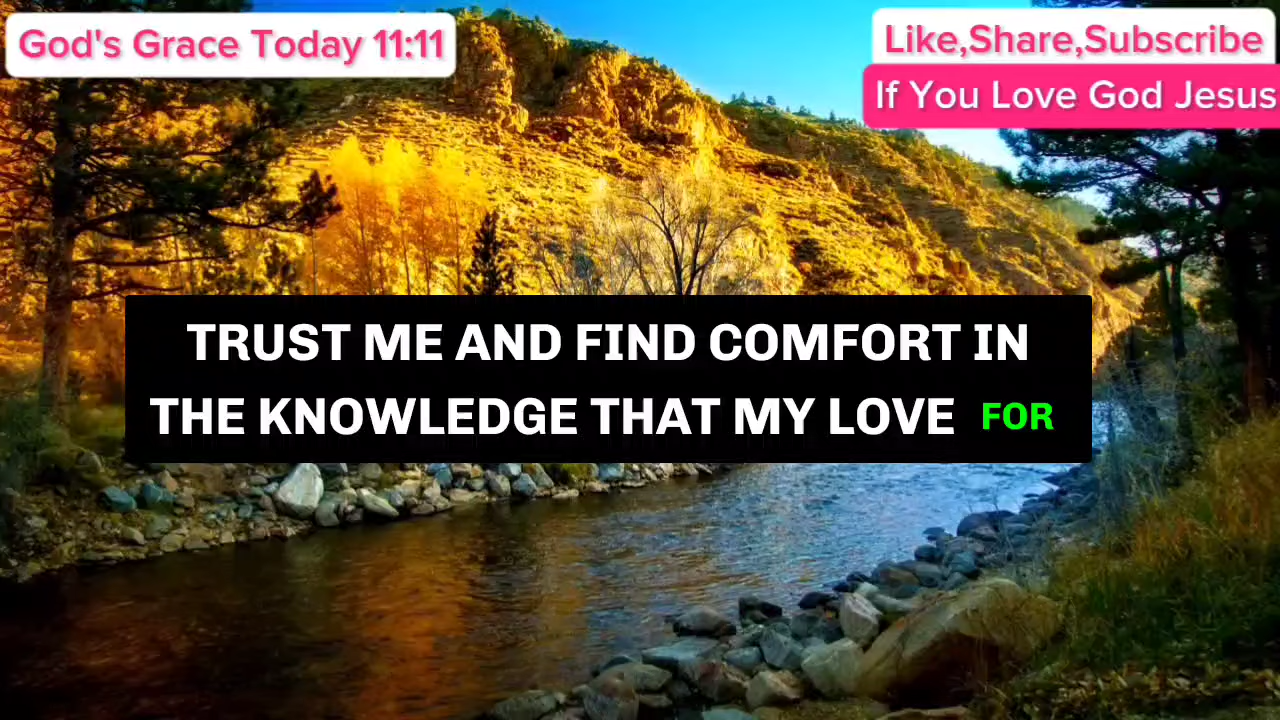 God's Grace Today 11:11
Like,Share,Subscribe
If You Love God Jesus
TRUST ME AND FIND COMFORT IN
THE KNOWLEDGE THAT MY LOVE FOR